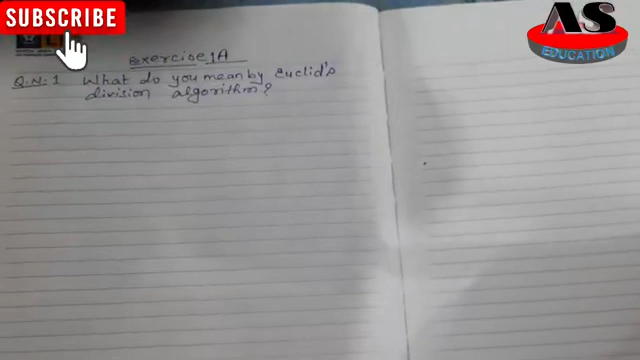 SUBSCRIBE
AS
EDUCATION
Exercise 1A
Q.N.1 What do you mean by Euclid's
division algorithm?